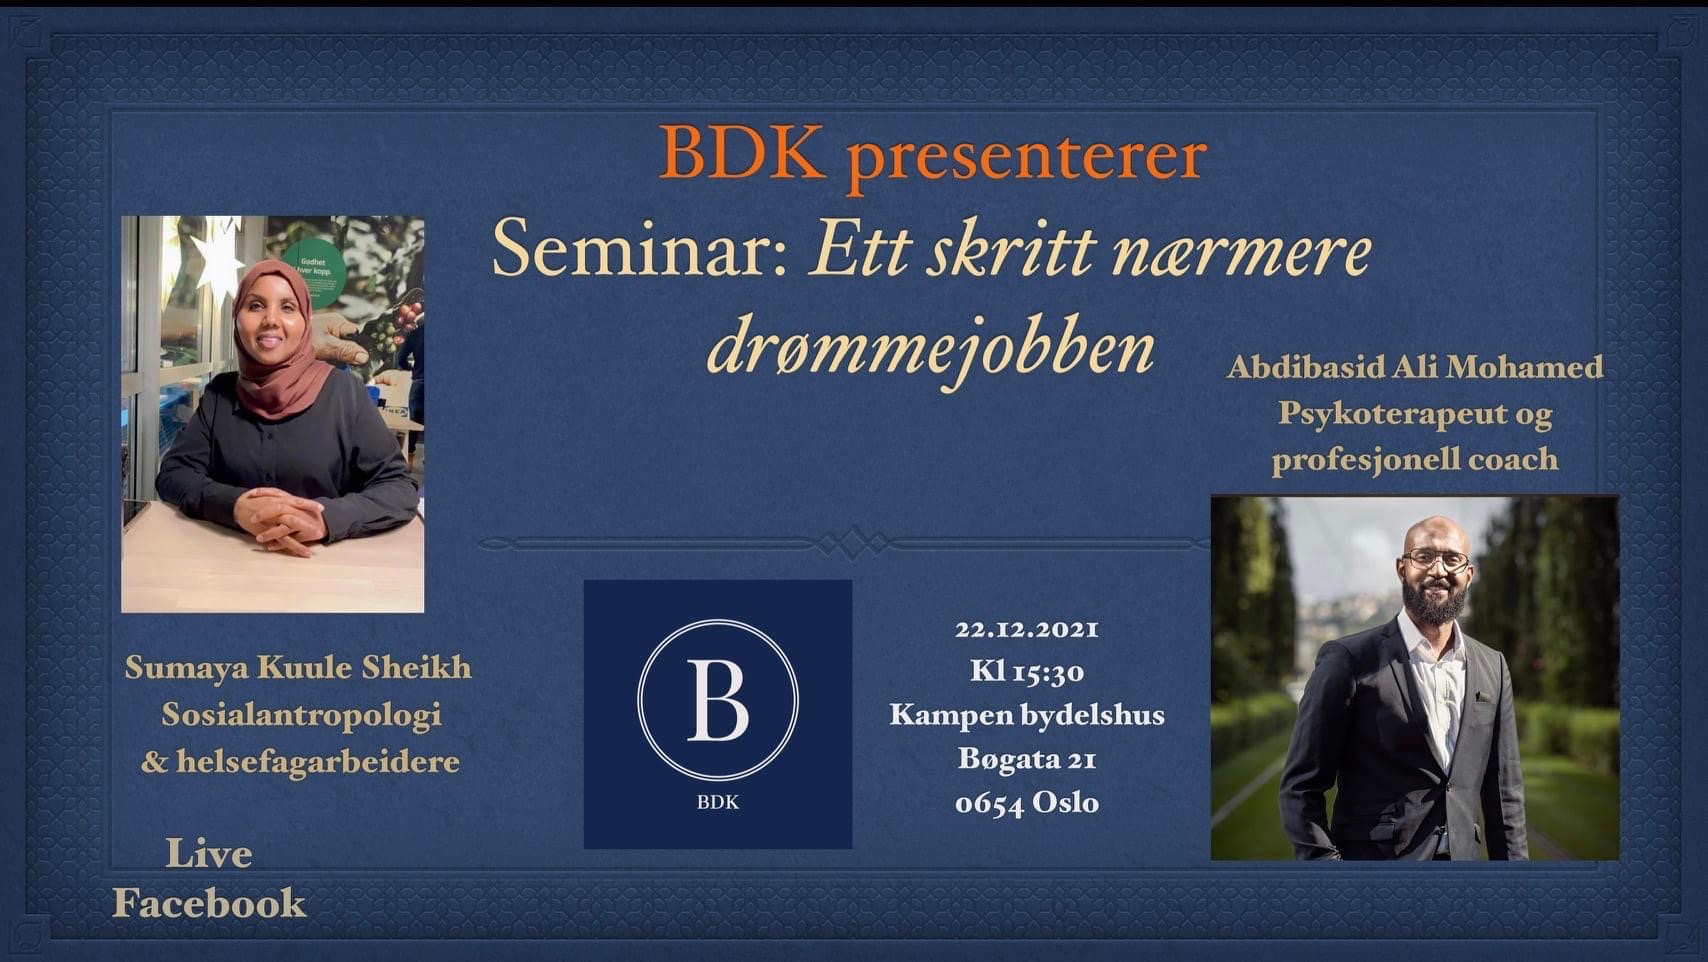 BDK presenterer
Seminar: Ett skritt nærmere
drømmejobben
Godhet
hver kopp.
IKEA
Abdibasid Ali Mohamed
Psykoterapeut og
profesjonell coach
Sumaya Kuule Sheikh
Sosialantropologi
& helsefagarbeidere
B
BDK
22.12.2021
Kl 15:30
Kampen bydelshus
Bøgata 21
0654 Oslo
Live
Facebook